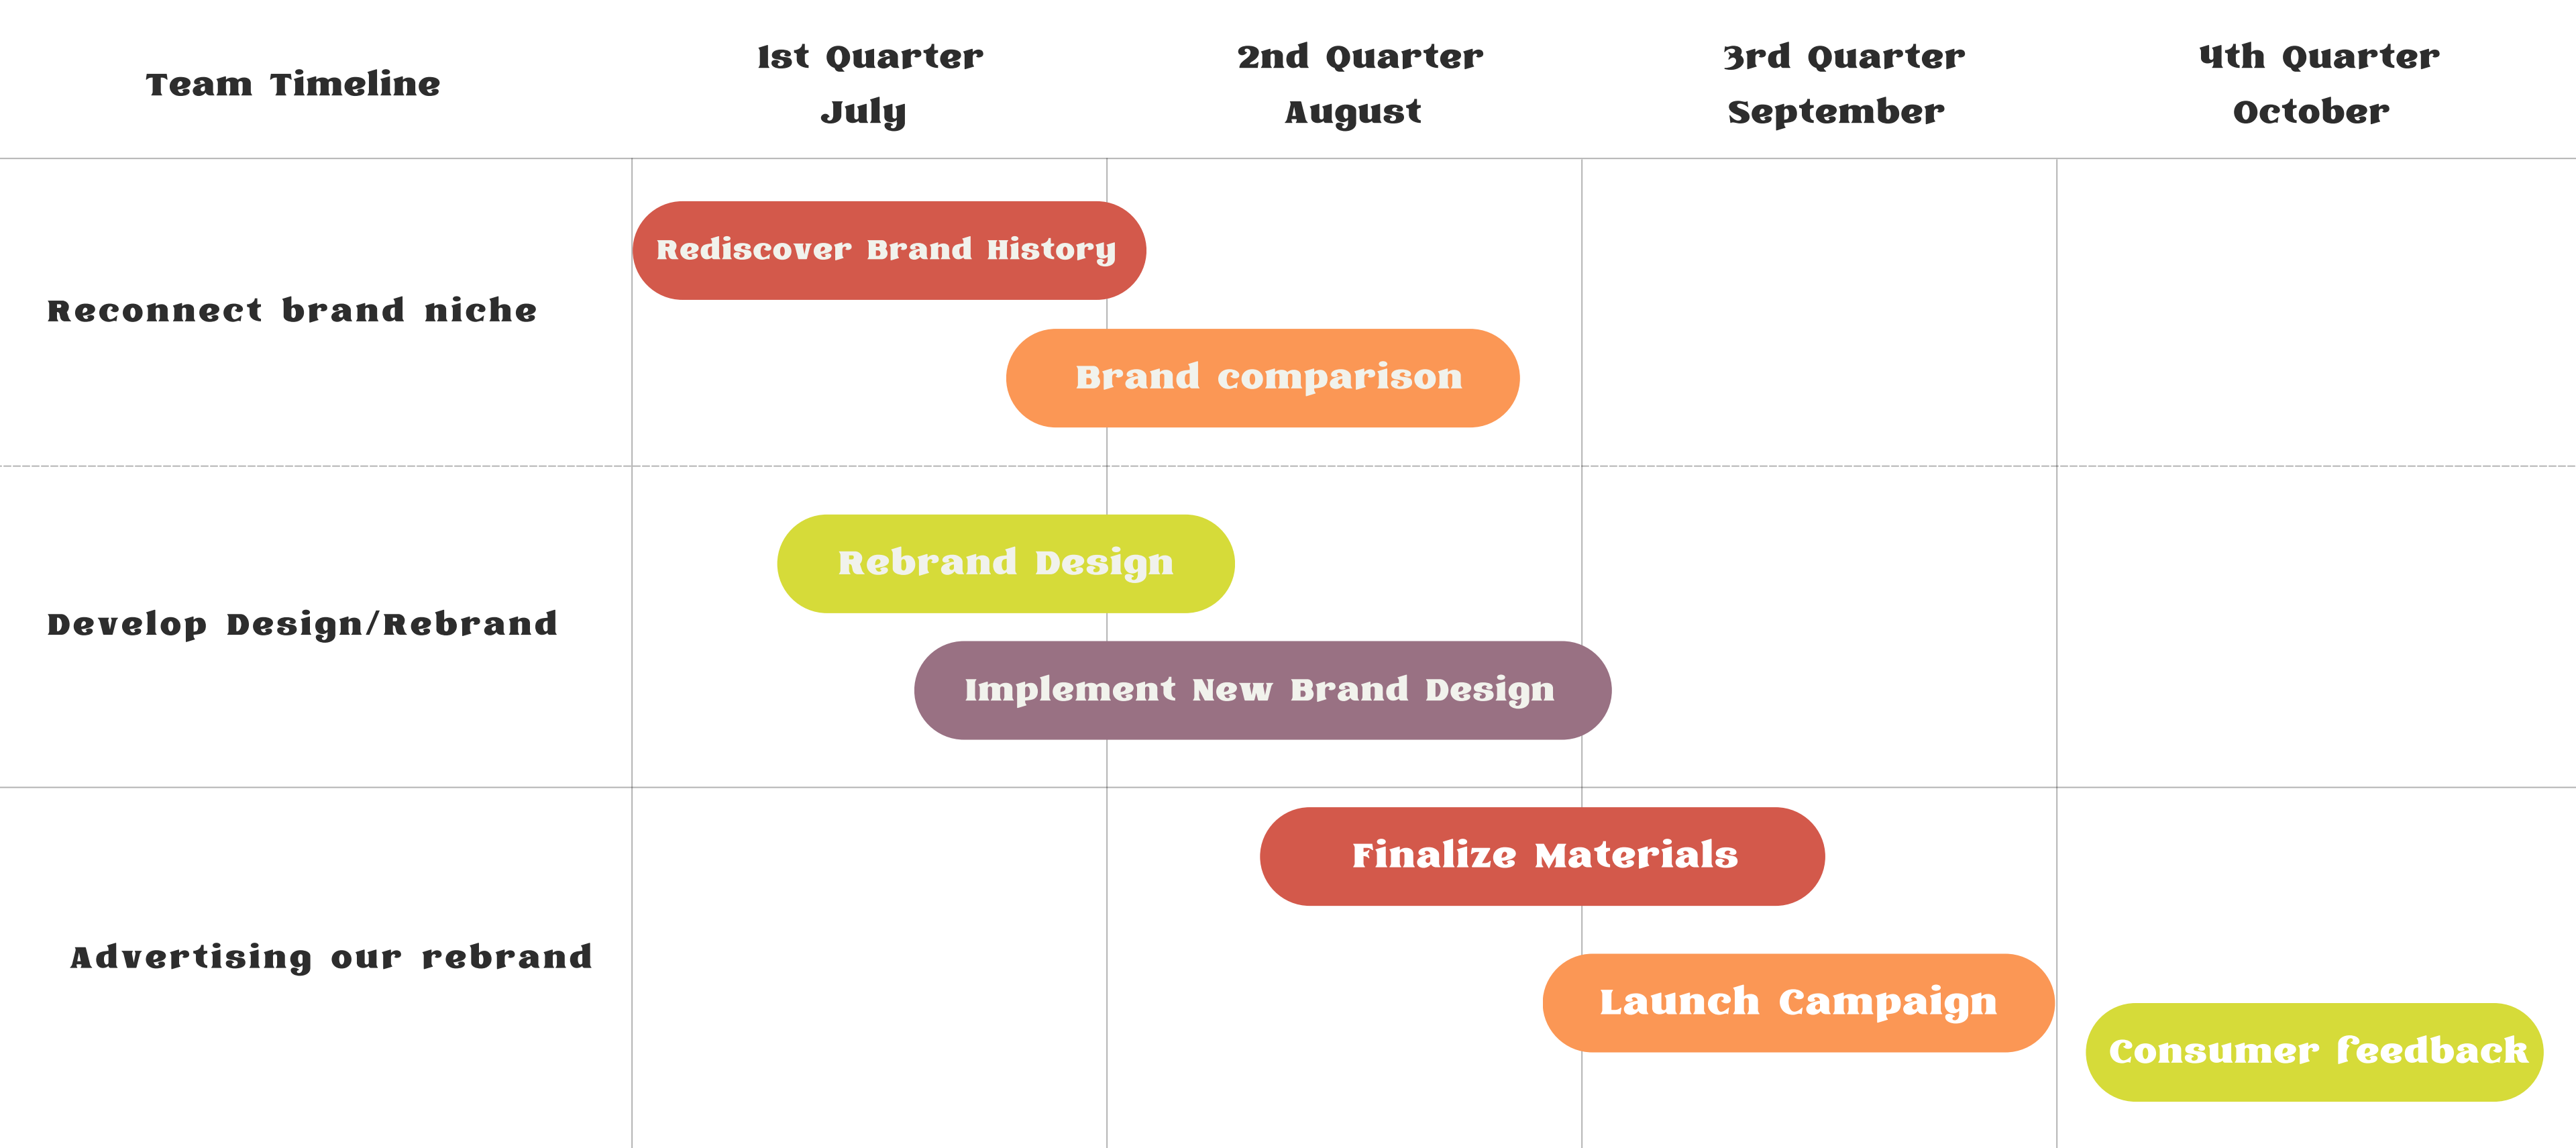 Team Timeline
1st Quarter
July
2nd Quarter
August
3rd Quarter
September
4th Quarter
October
Reconnect brand niche
Rediscover Brand History
Brand comparison
Develop Design/Rebrand
Rebrand Design
Implement New Brand Design
Advertising our rebrand
Finalize Materials
Launch Campaign
Consumer feedback